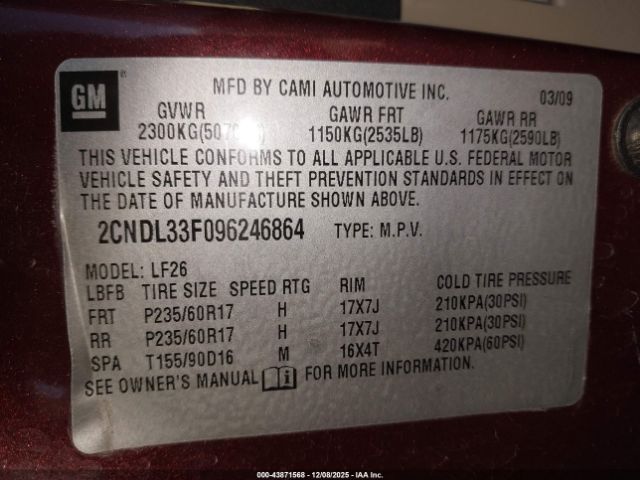 GM
MFD BY CAMI AUTOMOTIVE INC. 03/09
GVWR GAWR FRT GAWR RR
1150KG(2535LB) 1175KG(2590LB)
THIS VEHICLE CONFORMS TO ALL APPLICABLE U.S. FEDERAL MOTOR
VEHICLE SAFETY AND THEFT PREVENTION STANDARDS IN EFFECT ON
THE DATE OF MANUFACTURE SHOWN ABOVE.
2CNDL33F096246864 TYPE: M.P.V.
MODEL: LF26
LBFB TIRE SIZE SPEED RTG RIM COLD TIRE PRESSURE
FRT P235/60R17 H 17X7J 210KPA(30PSI)
RR P235/60R17 H 17X7J 210KPA(30PSI)
SPA T155/90D16 M 16X4T 420KPA(60PSI)
SEE OWNER'S MANUAL FOR MORE INFORMATION.
000-43871568 | 12/08/2025 | IAA Inc.